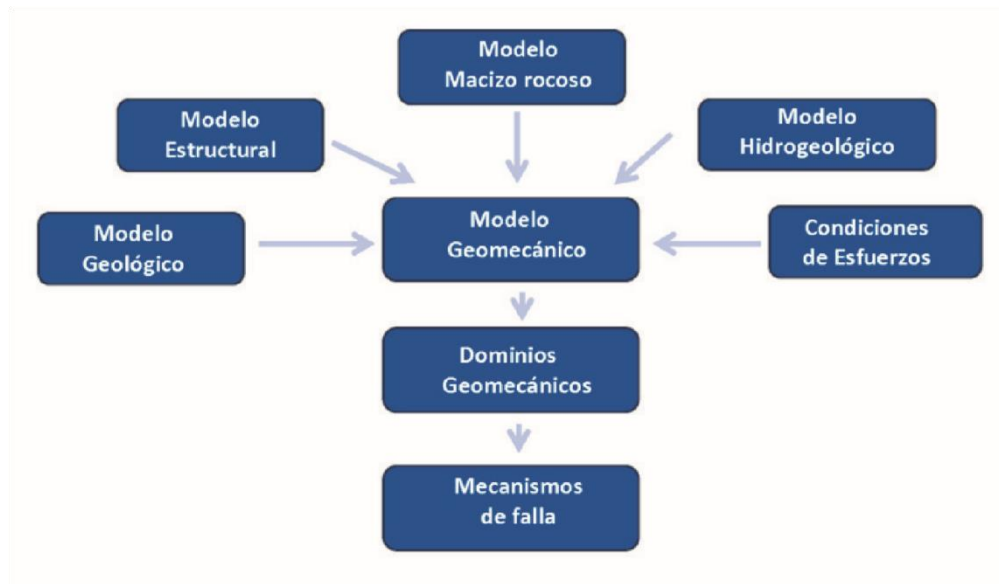 Modelo
Macizo rocoso
Modelo
Estructural
Modelo
Hidrogeológico
Modelo
Geológico
Modelo
Geomecánico
Condiciones
de Esfuerzos
Dominios
Geomecánicos
Mecanismos
de falla